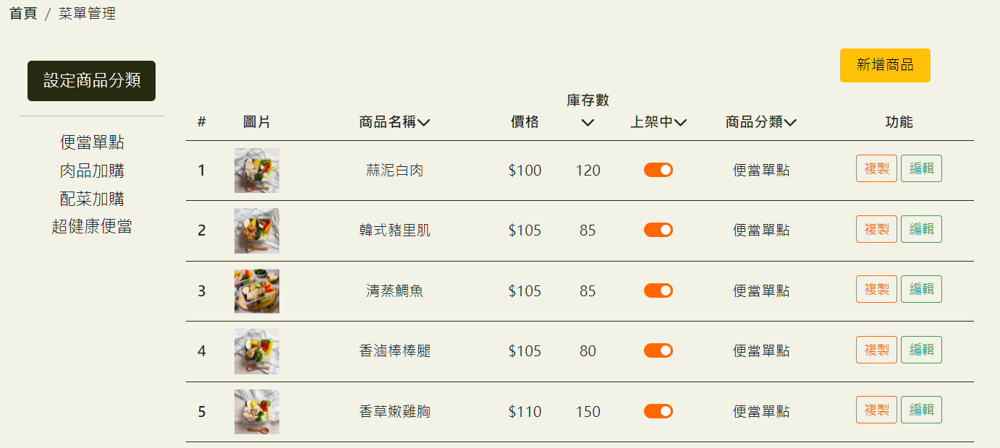 首頁 / 菜單管理
設定商品分類
便當單點
肉品加購
配菜加購
超健康便當
新增商品
# 圖片 商品名稱 價格 庫存數 上架中 商品分類 功能
1 蒜泥白肉 $100 120 便當單點 複製 編輯
2 韓式豬里肌 $105 85 便當單點 複製 編輯
3 清蒸鯛魚 $105 85 便當單點 複製 編輯
4 香滷棒棒腿 $105 80 便當單點 複製 編輯
5 香草嫩雞胸 $110 150 便當單點 複製 編輯